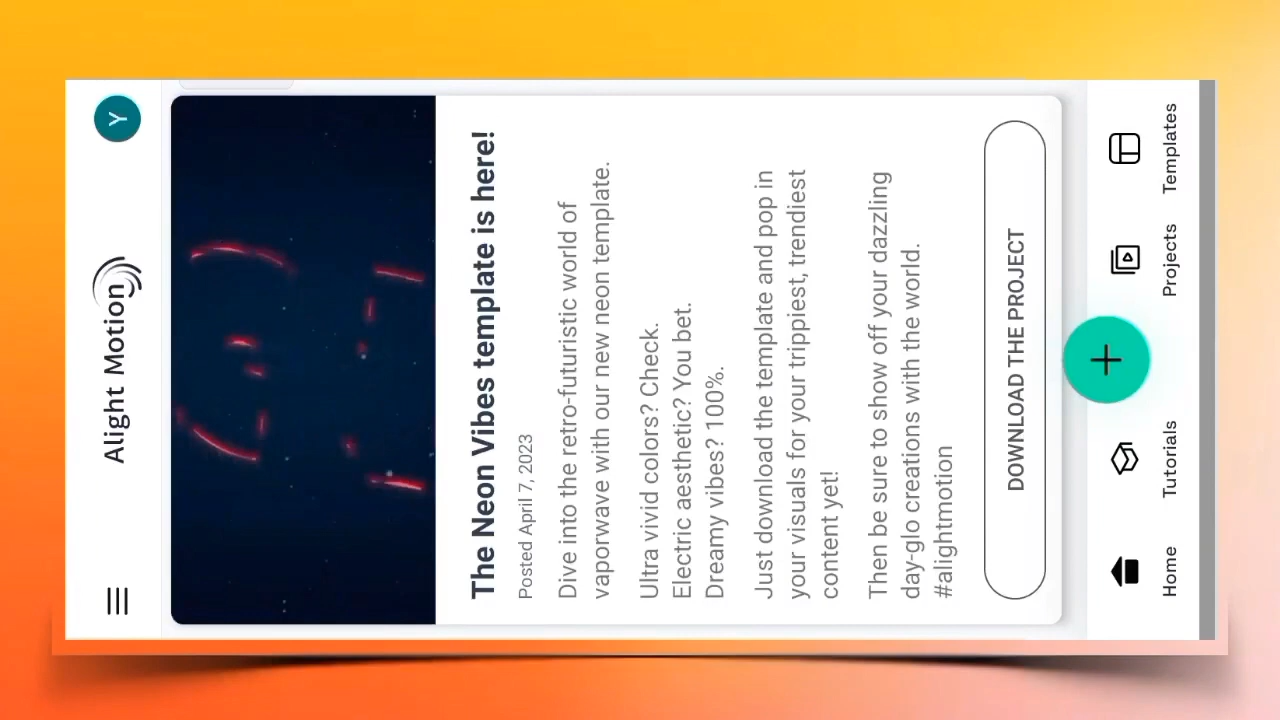 Alight Motion
Y
The Neon Vibes template is here!
Posted April 7, 2023
Dive into the retro-futuristic world of
vaporwave with our new neon template.
Ultra vivid colors? Check.
Electric aesthetic? You bet.
Dreamy vibes? 100%.
Just download the template and pop in
your visuals for your trippiest, trendiest
content yet!
Then be sure to show off your dazzling
day-glo creations with the world.
#alightmotion
DOWNLOAD THE PROJECT
Home
Tutorials
Projects
Templates